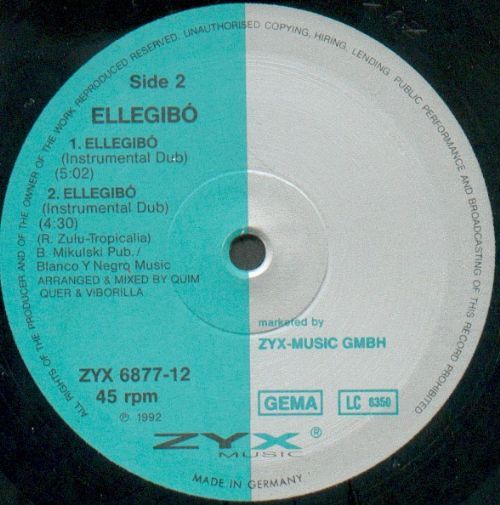 ALL RIGHTS OF THE PRODUCER AND OF THE OWNER OF THE WORK REPRODUCED RESERVED. UNAUTHORISED COPYING, HIRING, LENDING PUBLIC PERFORMANCE AND BROADCASTING OF THIS RECORD PROHIBITED
Side 2
ELLEGIBÓ
1. ELLEGIBÓ
(Instrumental Dub)
(5:02)
2. ELLEGIBÓ
(Instrumental Dub)
(4:30)
(R. Zulu-Tropicalia)
B. Mikulski Pub./
Blanco Y Negro Music
ARRANGED & MIXED BY QUIM
QUER & ViBORILLA
marketed by
ZYX-MUSIC GMBH
ZYX 6877-12
45 rpm
℗ 1992
GEMA
LC 6350
ZYX®
MUSIC
MADE IN GERMANY